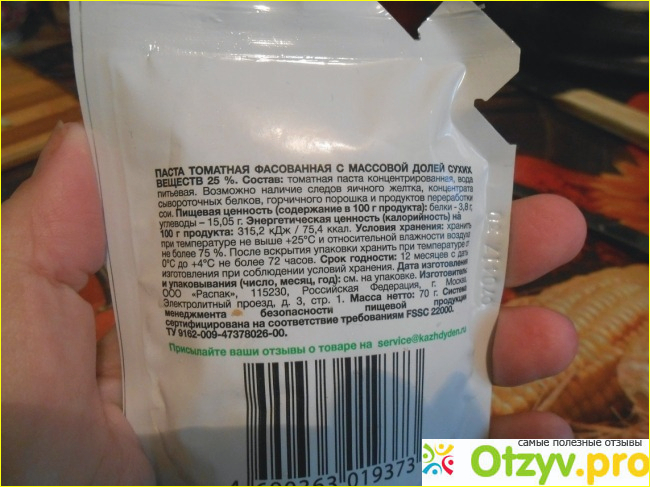 ПАСТА ТОМАТНАЯ ФАСОВАННАЯ С МАССОВОЙ ДОЛЕЙ СУХИХ
ВЕЩЕСТВ 25 %. Состав: томатная паста концентрированная, вода
питьевая. Возможно наличие следов яичного желтка, концентрата
сывороточных белков, горчичного порошка и продуктов переработки
сои. Пищевая ценность (содержание в 100 г продукта): белки - 3,8 г,
углеводы – 15,05 г. Энергетическая ценность (калорийность) на
100 г продукта: 315,2 кДж / 75,4 ккал. Условия хранения: хранить
при температуре не выше +25°С и относительной влажности воздуха
не более 75 %. После вскрытия упаковки хранить при температуре от
0°С до +4°С не более 72 часов. Срок годности: 12 месяцев с даты
изготовления при соблюдении условий хранения. Дата изготовления
и упаковывания (число, месяц, год): см. на упаковке. Изготовитель:
ООО «Распак», 115230, Российская Федерация, г. Москва,
Электролитный проезд, д. 3, стр. 1. Масса нетто: 70 г. Система
менеджмента безопасности пищевой продукции
сертифицирована на соответствие требованиям FSSC 22000.
ТУ 9162-009-47378026-00.
Присылайте ваши отзывы о товаре на service@kazhdyden.ru
019373
самые полезные отзывы
Otzyv.pro